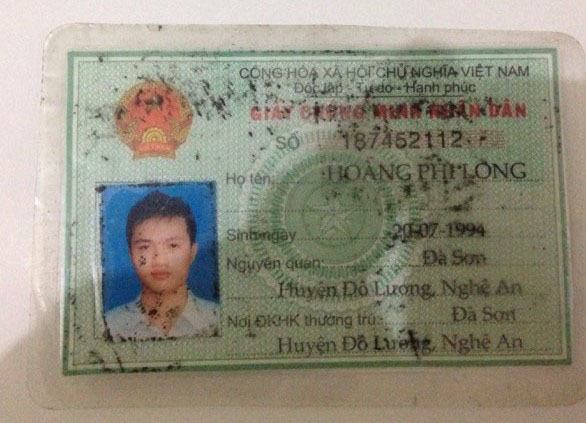 CỘNG HÒA XÃ HỘI CHỦ NGHĨA VIỆT NAM
Độc lập - Tự do - Hạnh phúc
GIẤY CHỨNG MINH NHÂN DÂN
SỐ 187452112
Họ tên: HOÀNG PHI LONG
Sinh ngày 20-07-1994
Nguyên quán: Đà Sơn
Huyện Đô Lương, Nghệ An
Nơi ĐKHK thường trú: Đà Sơn
Huyện Đô Lương, Nghệ An